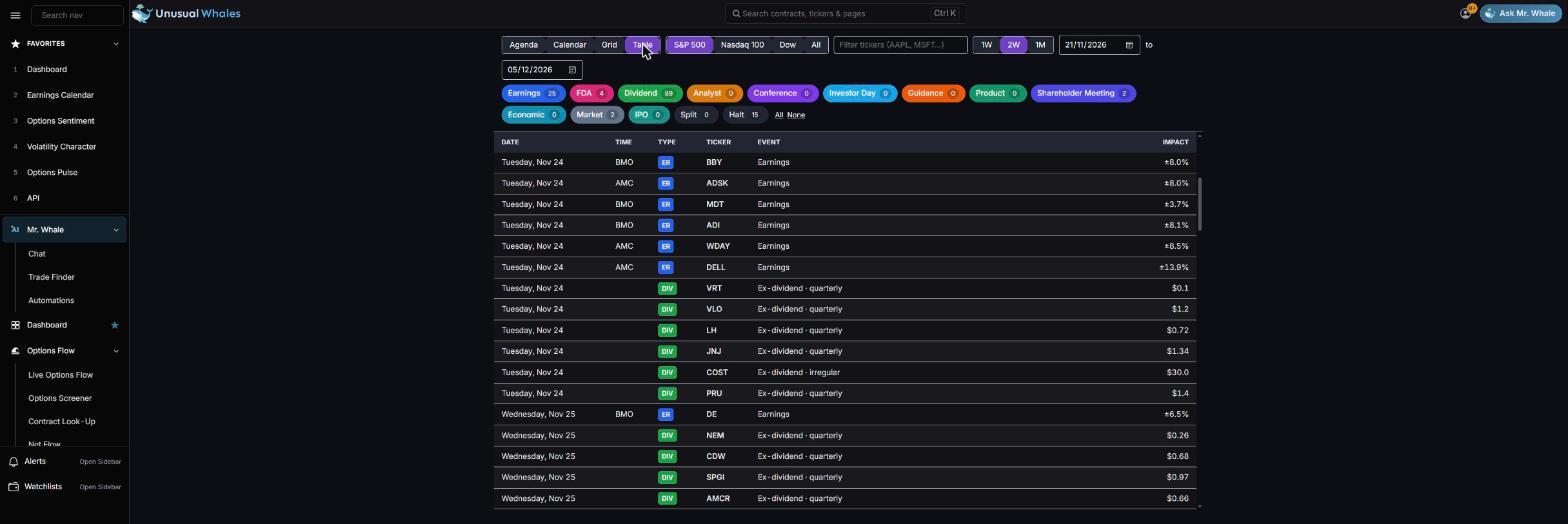 Search nav
Unusual Whales
Search contracts, tickers & pages
Ctrl K
9+
Ask Mr. Whale
FAVORITES
1 Dashboard
2 Earnings Calendar
3 Options Sentiment
4 Volatility Character
5 Options Pulse
6 API
AI Mr. Whale
Chat
Trade Finder
Automations
Dashboard
Options Flow
Live Options Flow
Options Screener
Contract Look-Up
Net Flow
Alerts Open Sidebar
Watchlists Open Sidebar
Agenda Calendar Grid Table S&P 500 Nasdaq 100 Dow All Filter tickers (AAPL, MSFT...) 1W 2W 1M 21/11/2026 to
05/12/2026
Earnings 25 FDA 4 Dividend 89 Analyst 0 Conference 0 Investor Day 0 Guidance 0 Product 0 Shareholder Meeting 2
Economic 0 Market 2 IPO 0 Split 0 Halt 15 All None
DATE TIME TYPE TICKER EVENT IMPACT
Tuesday, Nov 24 BMO ER BBY Earnings ±8.0%
Tuesday, Nov 24 AMC ER ADSK Earnings ±8.0%
Tuesday, Nov 24 BMO ER MDT Earnings ±3.7%
Tuesday, Nov 24 BMO ER ADI Earnings ±8.1%
Tuesday, Nov 24 AMC ER WDAY Earnings ±8.5%
Tuesday, Nov 24 AMC ER DELL Earnings ±13.9%
Tuesday, Nov 24 DIV VRT Ex-dividend · quarterly $0.1
Tuesday, Nov 24 DIV VLO Ex-dividend · quarterly $1.2
Tuesday, Nov 24 DIV LH Ex-dividend · quarterly $0.72
Tuesday, Nov 24 DIV JNJ Ex-dividend · quarterly $1.34
Tuesday, Nov 24 DIV COST Ex-dividend · irregular $30.0
Tuesday, Nov 24 DIV PRU Ex-dividend · quarterly $1.4
Wednesday, Nov 25 BMO ER DE Earnings ±6.5%
Wednesday, Nov 25 DIV NEM Ex-dividend · quarterly $0.26
Wednesday, Nov 25 DIV CDW Ex-dividend · quarterly $0.68
Wednesday, Nov 25 DIV SPGI Ex-dividend · quarterly $0.97
Wednesday, Nov 25 DIV AMCR Ex-dividend · quarterly $0.66